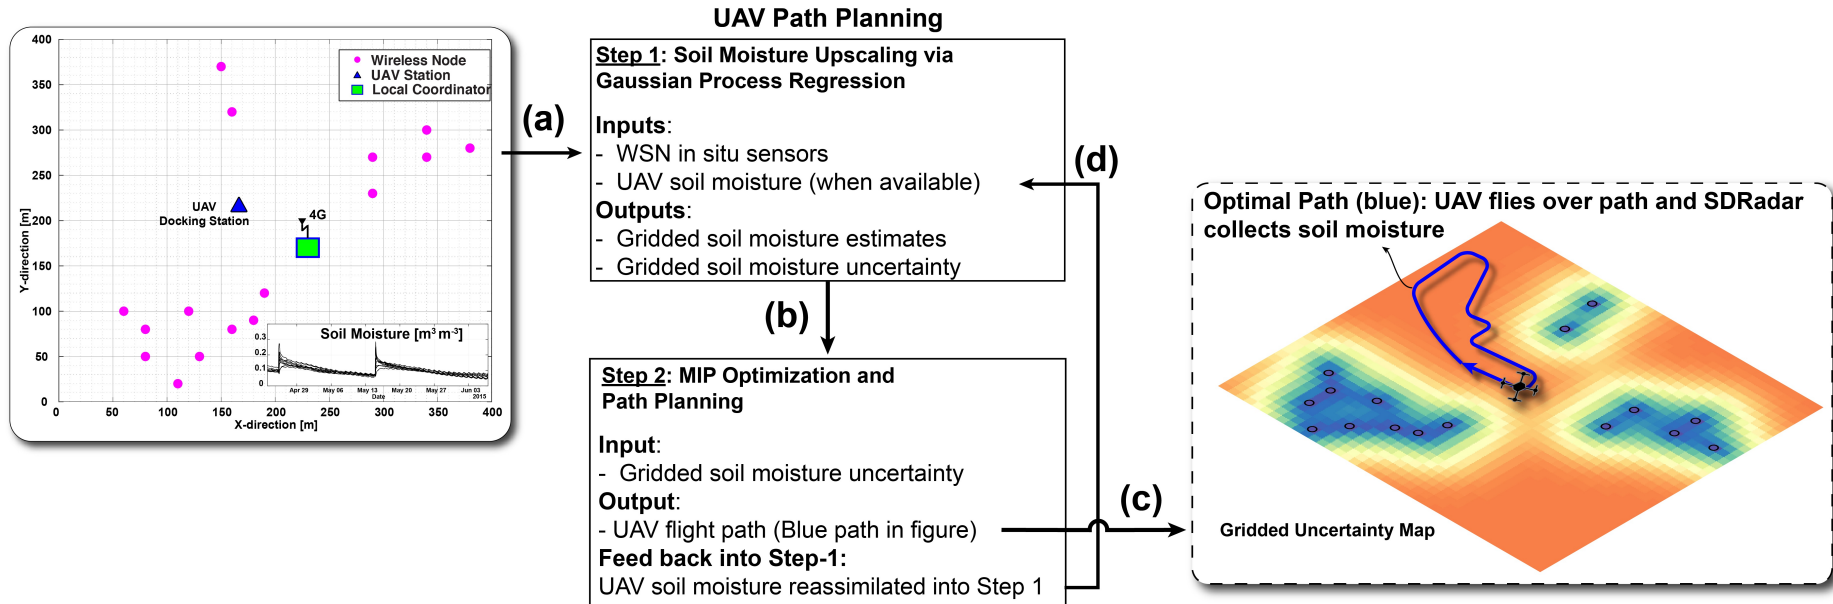 UAV Path Planning
400
350
300
250
200
150
100
50
0
Y-direction [m]
0
50
100
150
200
250
300
350
400
X-direction [m]
Wireless Node
UAV Station
Local Coordinator
UAV
Docking Station
4G
Soil Moisture [m³ m⁻³]
0.3
0.2
0.1
0
Apr 29
May 06
May 13
May 20
May 27
Jun 03
Date
2015
(a)
Step 1: Soil Moisture Upscaling via
Gaussian Process Regression
Inputs:
- WSN in situ sensors
- UAV soil moisture (when available)
Outputs:
- Gridded soil moisture estimates
- Gridded soil moisture uncertainty
(b)
Step 2: MIP Optimization and
Path Planning
Input:
- Gridded soil moisture uncertainty
Output:
- UAV flight path (Blue path in figure)
Feed back into Step-1:
UAV soil moisture reassimilated into Step 1
(c)
(d)
Optimal Path (blue): UAV flies over path and SDRadar
collects soil moisture
Gridded Uncertainty Map